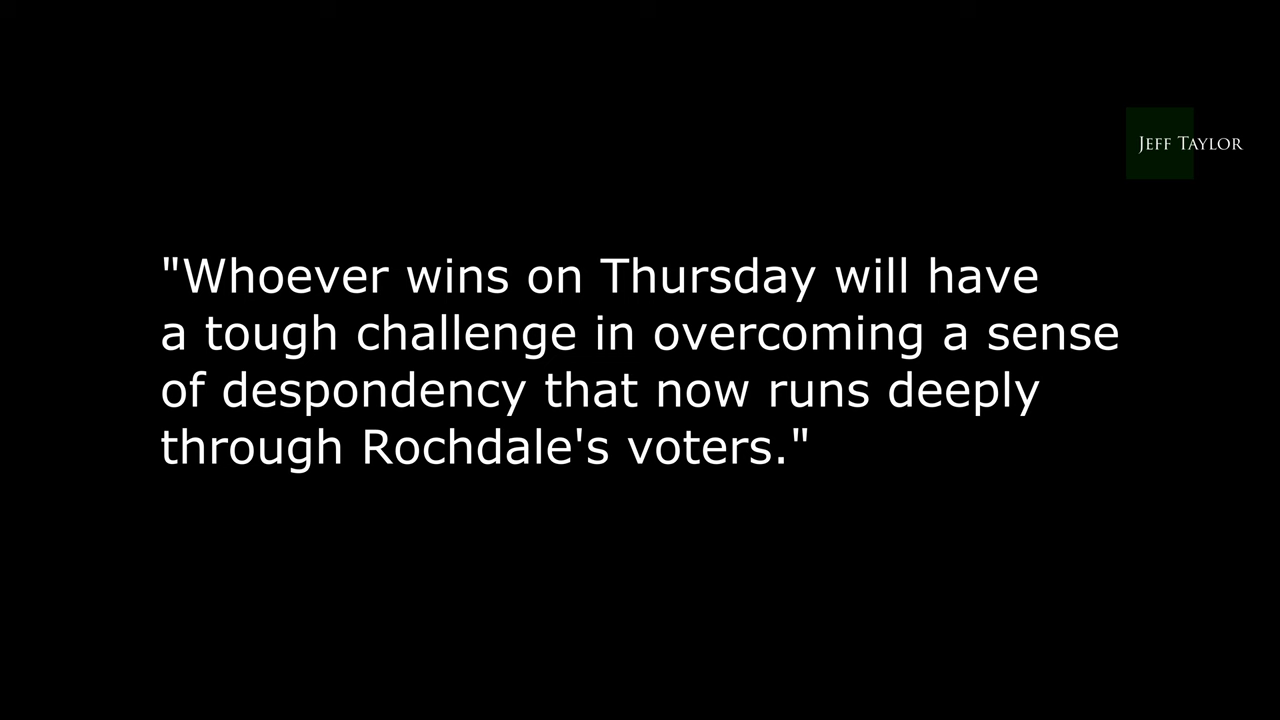 JEFF TAYLOR
"Whoever wins on Thursday will have
a tough challenge in overcoming a sense
of despondency that now runs deeply
through Rochdale's voters."